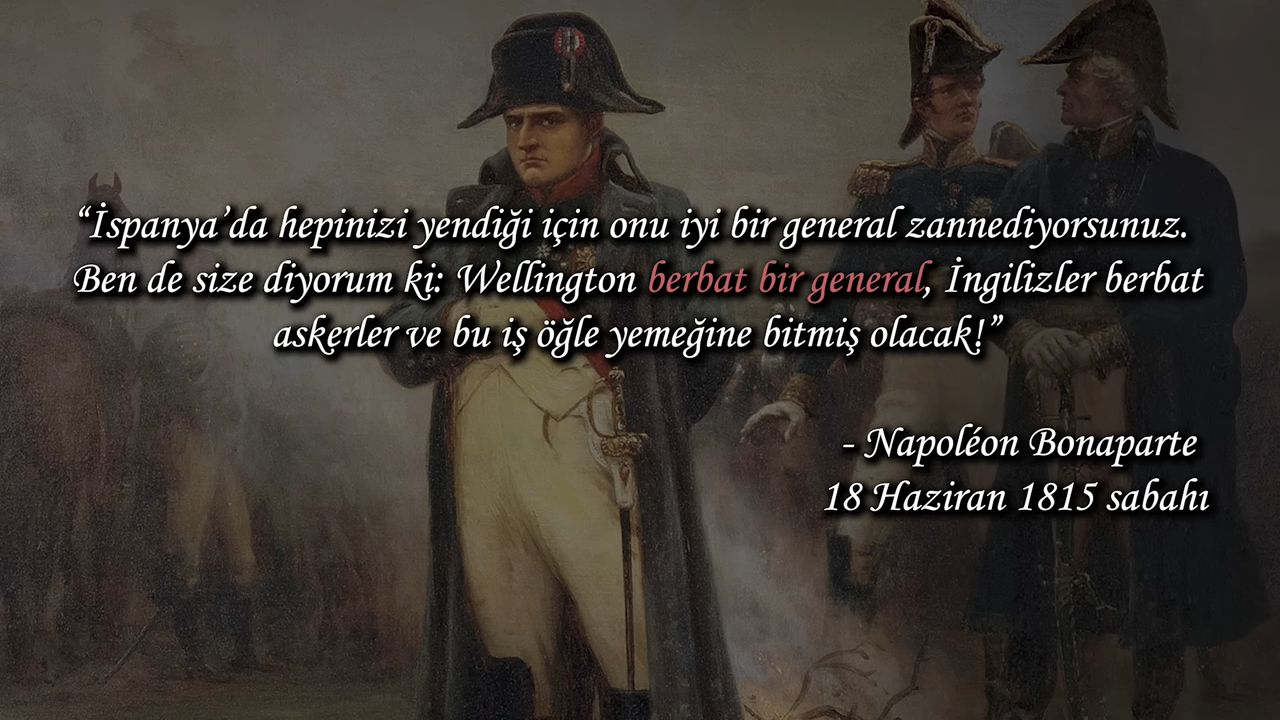 “İspanya’da hepinizi yendiği için onu iyi bir general zannediyorsunuz.
Ben de size diyorum ki: Wellington berbat bir general, İngilizler berbat
askerler ve bu iş öğle yemeğine bitmiş olacak!”
- Napoléon Bonaparte
18 Haziran 1815 sabahı